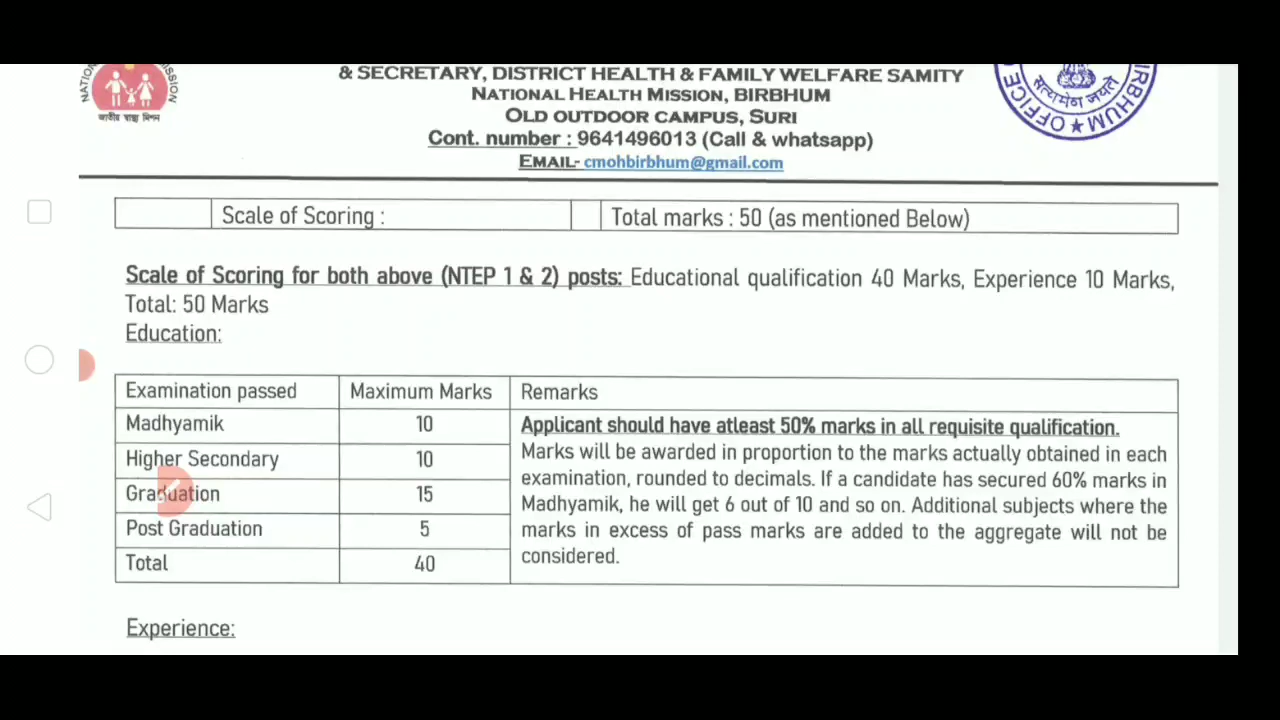 & SECRETARY, DISTRICT HEALTH & FAMILY WELFARE SAMITY
NATIONAL HEALTH MISSION, BIRBHUM
OLD OUTDOOR CAMPUS, SURI
Cont. number : 9641496013 (Call & whatsapp)
EMAIL- cmohbirbhum@gmail.com
জাতীয় স্বাস্থ্য মিশন
सत्यमेव जयते
OFFICE
BIRBHUM
Scale of Scoring :
Total marks : 50 (as mentioned Below)
Scale of Scoring for both above (NTEP 1 & 2) posts: Educational qualification 40 Marks, Experience 10 Marks,
Total: 50 Marks
Education:
Examination passed Maximum Marks Remarks
Madhyamik 10
Higher Secondary 10
Graduation 15
Post Graduation 5
Total 40
Applicant should have atleast 50% marks in all requisite qualification.
Marks will be awarded in proportion to the marks actually obtained in each
examination, rounded to decimals. If a candidate has secured 60% marks in
Madhyamik, he will get 6 out of 10 and so on. Additional subjects where the
marks in excess of pass marks are added to the aggregate will not be
considered.
Experience: